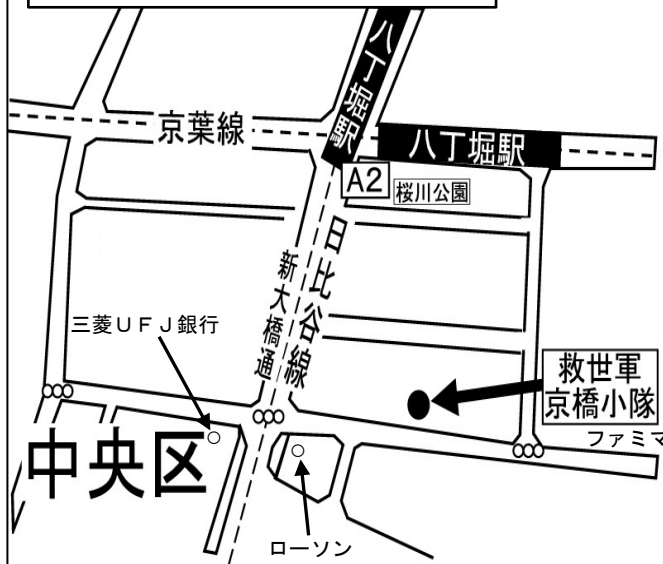 八丁堀駅
京葉線
八丁堀駅
A2
桜川公園
日比谷線
新大橋通
三菱ＵＦＪ銀行
救世軍
京橋小隊
ファミマ
中央区
ローソン